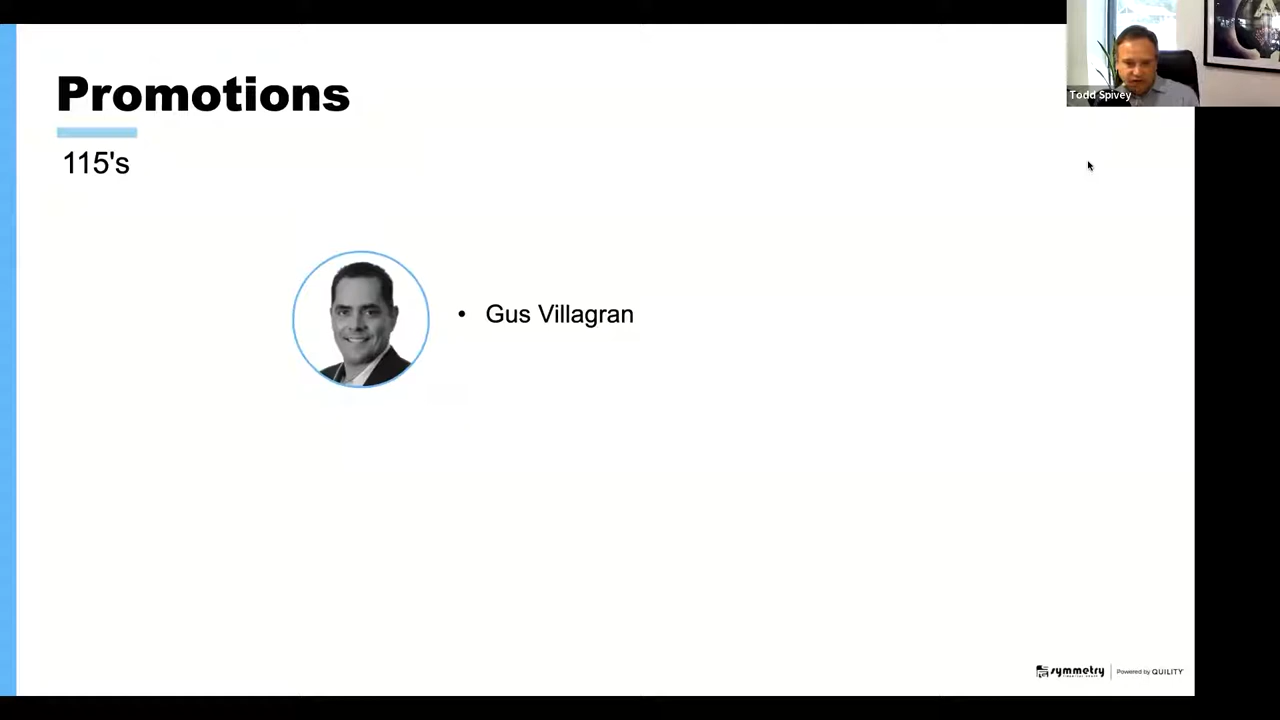 Promotions
Todd Spivey
115's
• Gus Villagran
symmetry
Powered by QUILITY